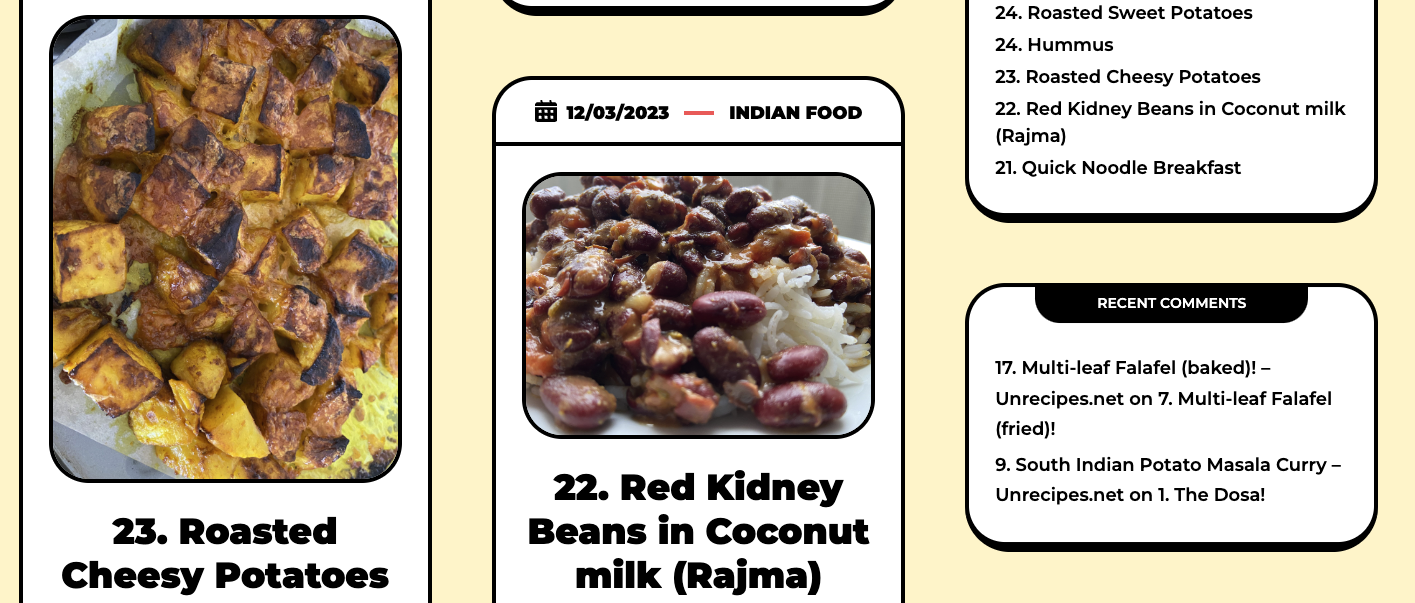 23. Roasted
Cheesy Potatoes
12/03/2023 — INDIAN FOOD
22. Red Kidney
Beans in Coconut
milk (Rajma)
24. Roasted Sweet Potatoes
24. Hummus
23. Roasted Cheesy Potatoes
22. Red Kidney Beans in Coconut milk
(Rajma)
21. Quick Noodle Breakfast
RECENT COMMENTS
17. Multi-leaf Falafel (baked)! –
Unrecipes.net on 7. Multi-leaf Falafel
(fried)!
9. South Indian Potato Masala Curry –
Unrecipes.net on 1. The Dosa!